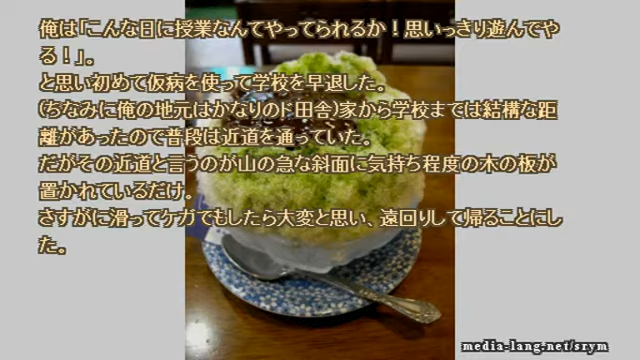 俺は「こんな日に授業なんてやってられるか！思いっきり遊んでや
る！」。
と思い初めて仮病を使って学校を早退した。
(ちなみに俺の地元はかなりのド田舎)家から学校までは結構な距
離があったので普段は近道を通っていた。
だがその近道と言うのが山の急な斜面に気持ち程度の木の板が
置かれているだけ。
さすがに滑ってケガでもしたら大変と思い、遠回りして帰ることにし
た。
media-lang.net/srym